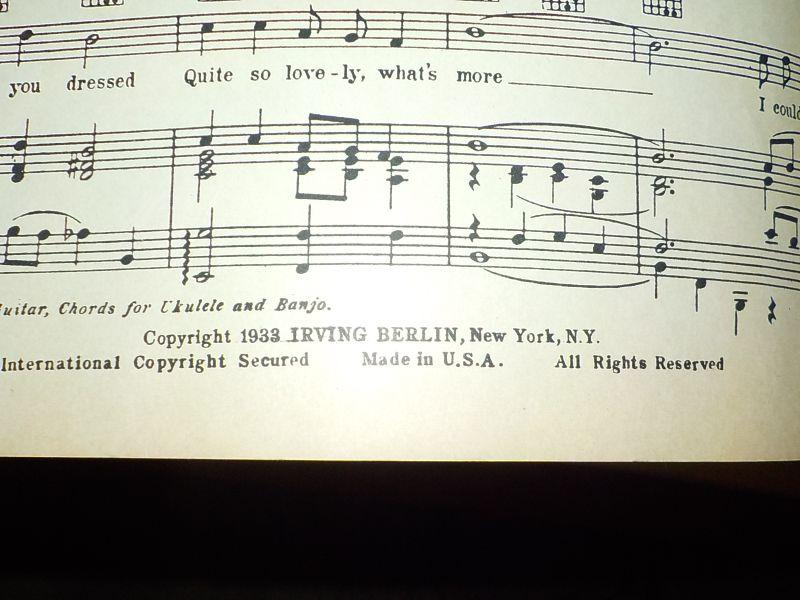 you dressed Quite so love-ly, what's more
I could
Guitar, Chords for Ukulele and Banjo.
Copyright 1933 IRVING BERLIN, New York, N.Y.
International Copyright Secured Made in U.S.A. All Rights Reserved